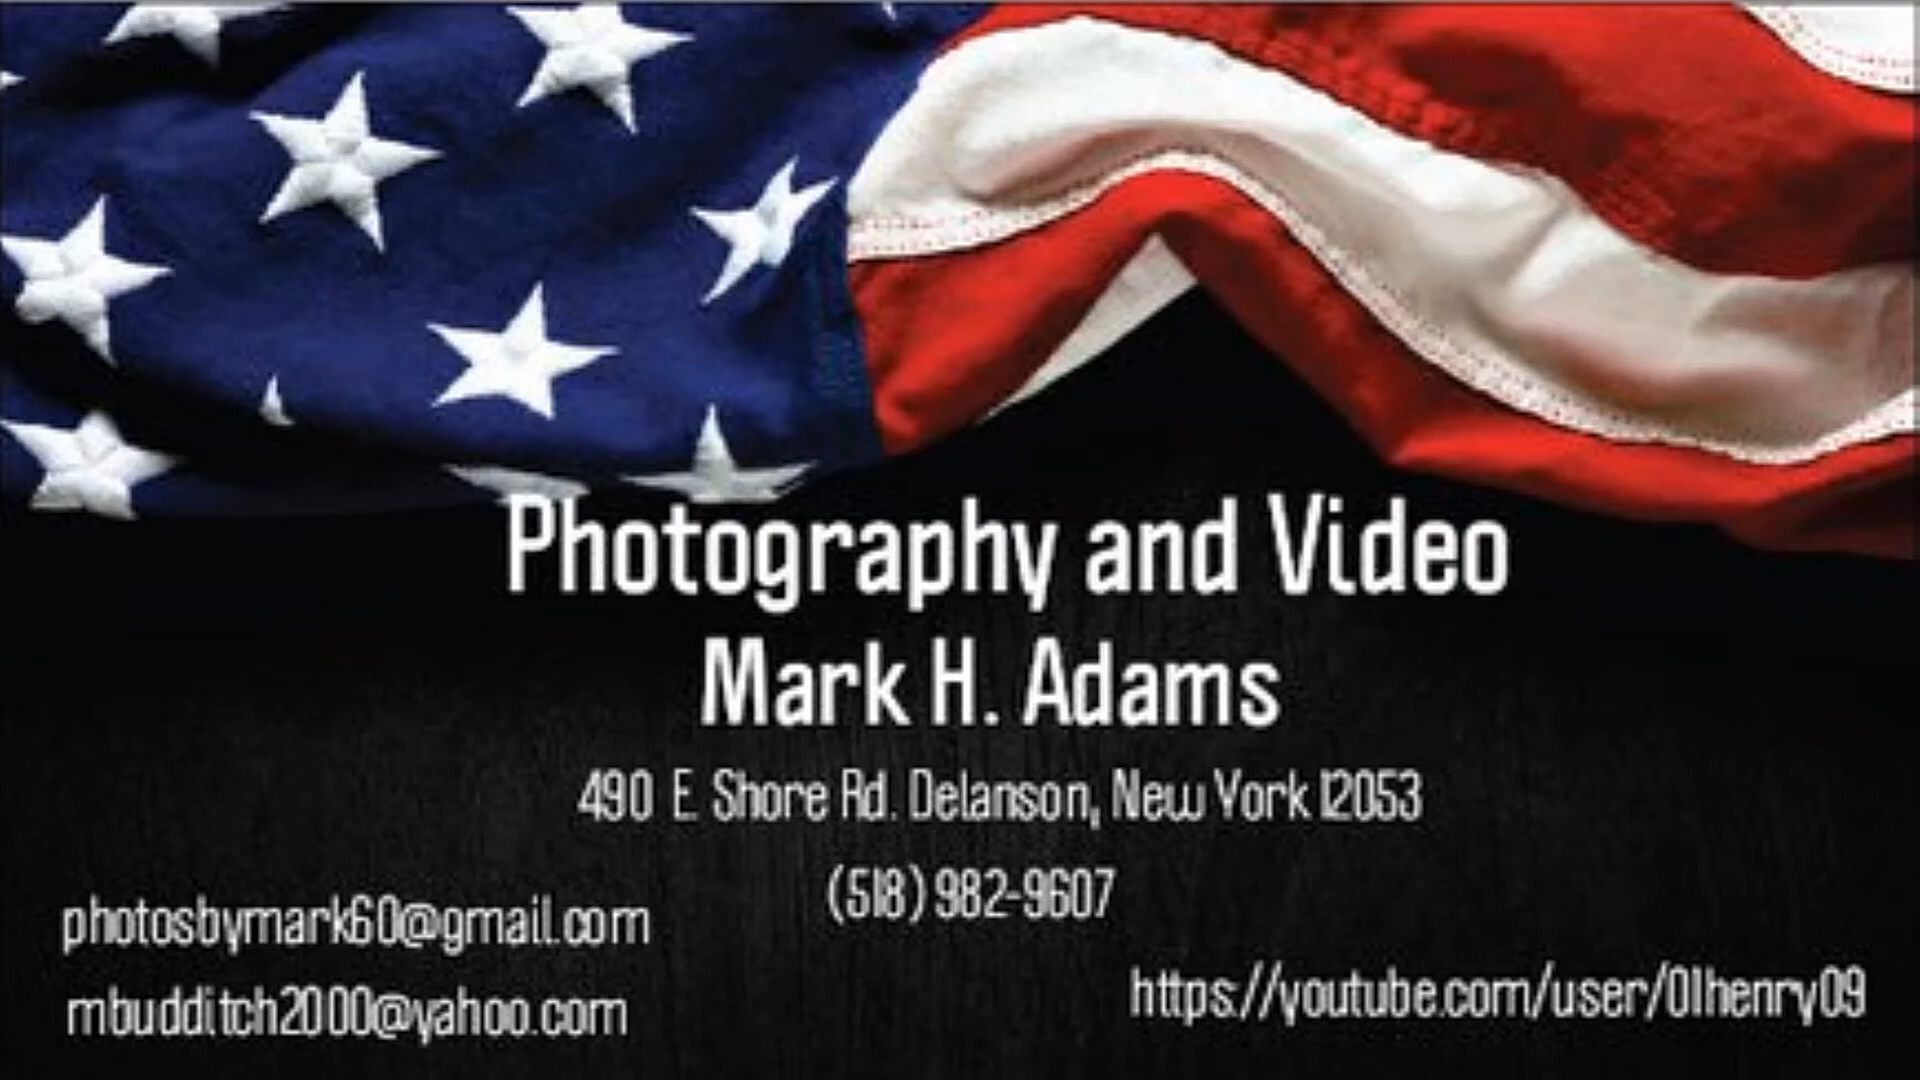 Photography and Video
Mark H. Adams
490 E. Shore Rd. Delanson, New York 12053
(518) 982-9607
photosbymark60@gmail.com
mbudditch2000@yahoo.com
https://youtube.com/user/01henry09